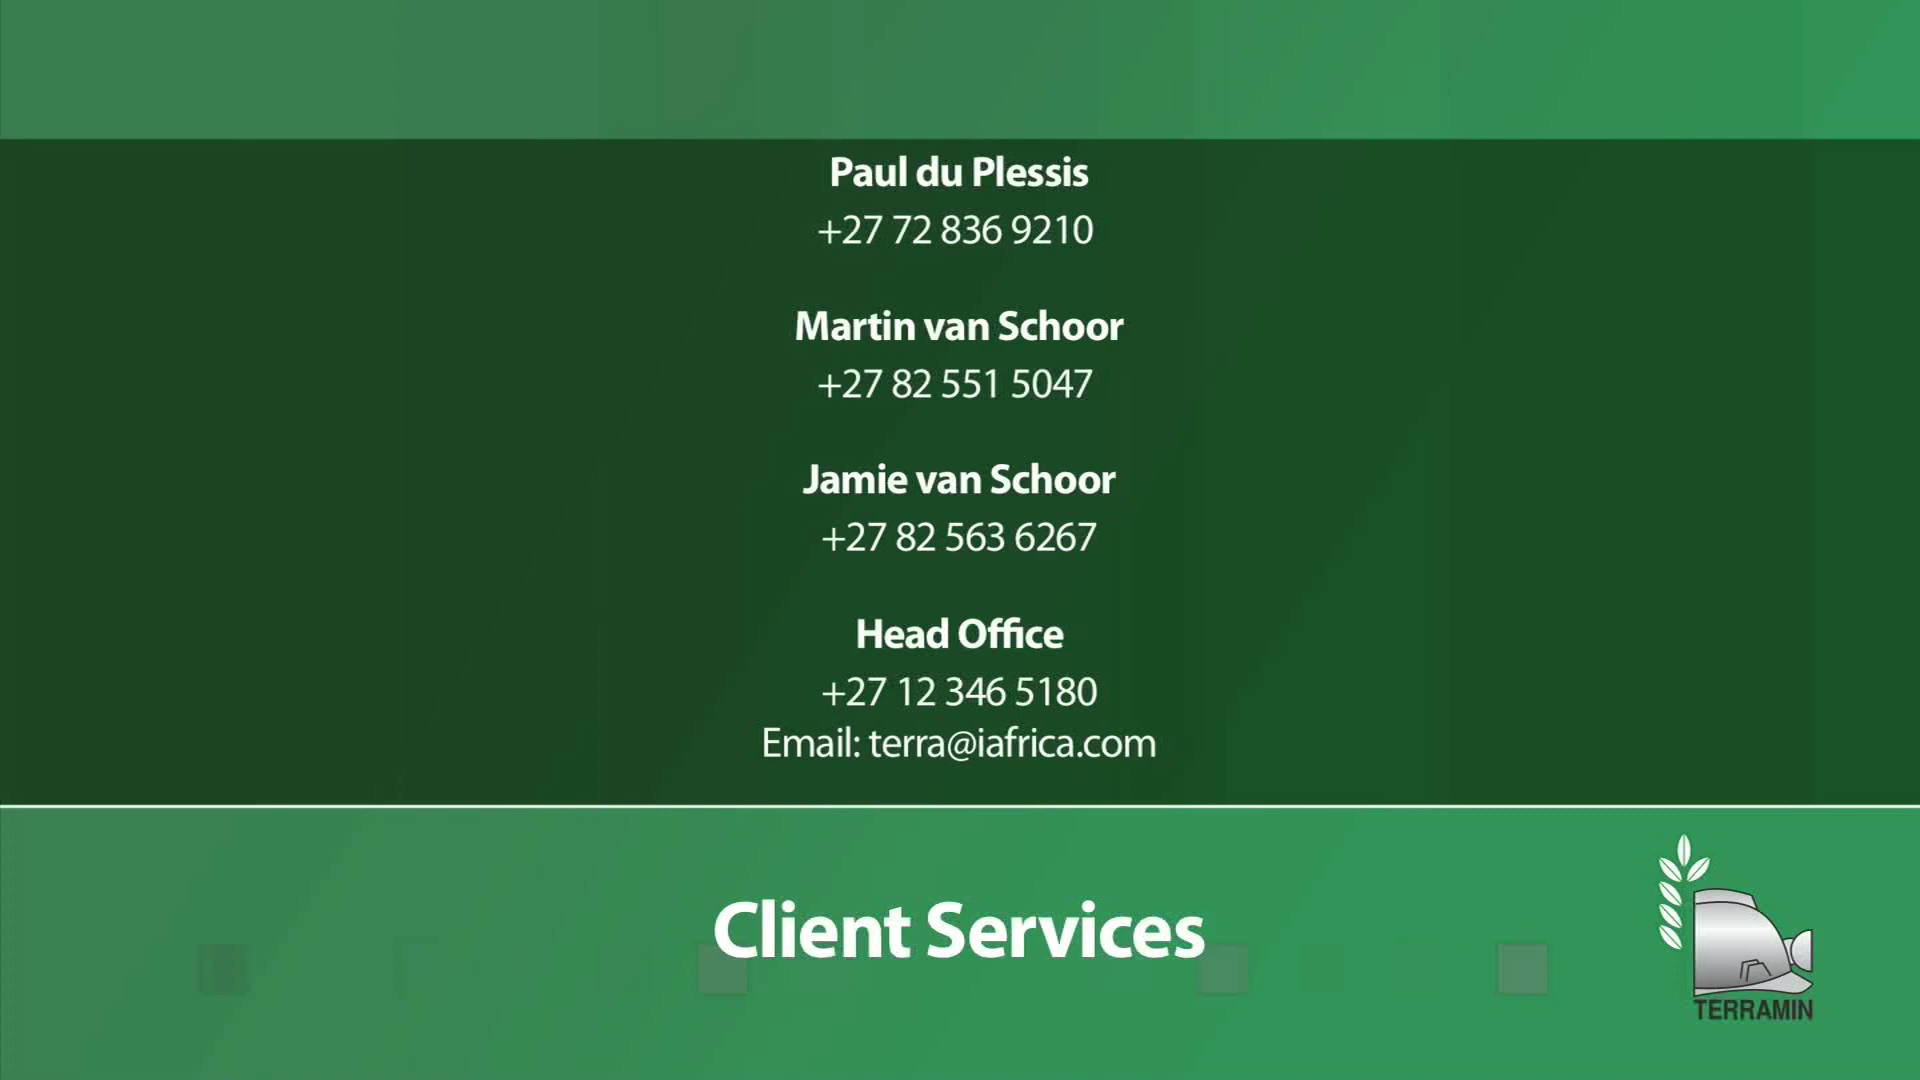 Paul du Plessis
+27 72 836 9210
Martin van Schoor
+27 82 551 5047
Jamie van Schoor
+27 82 563 6267
Head Office
+27 12 346 5180
Email: terra@iafrica.com
Client Services
TERRAMIN